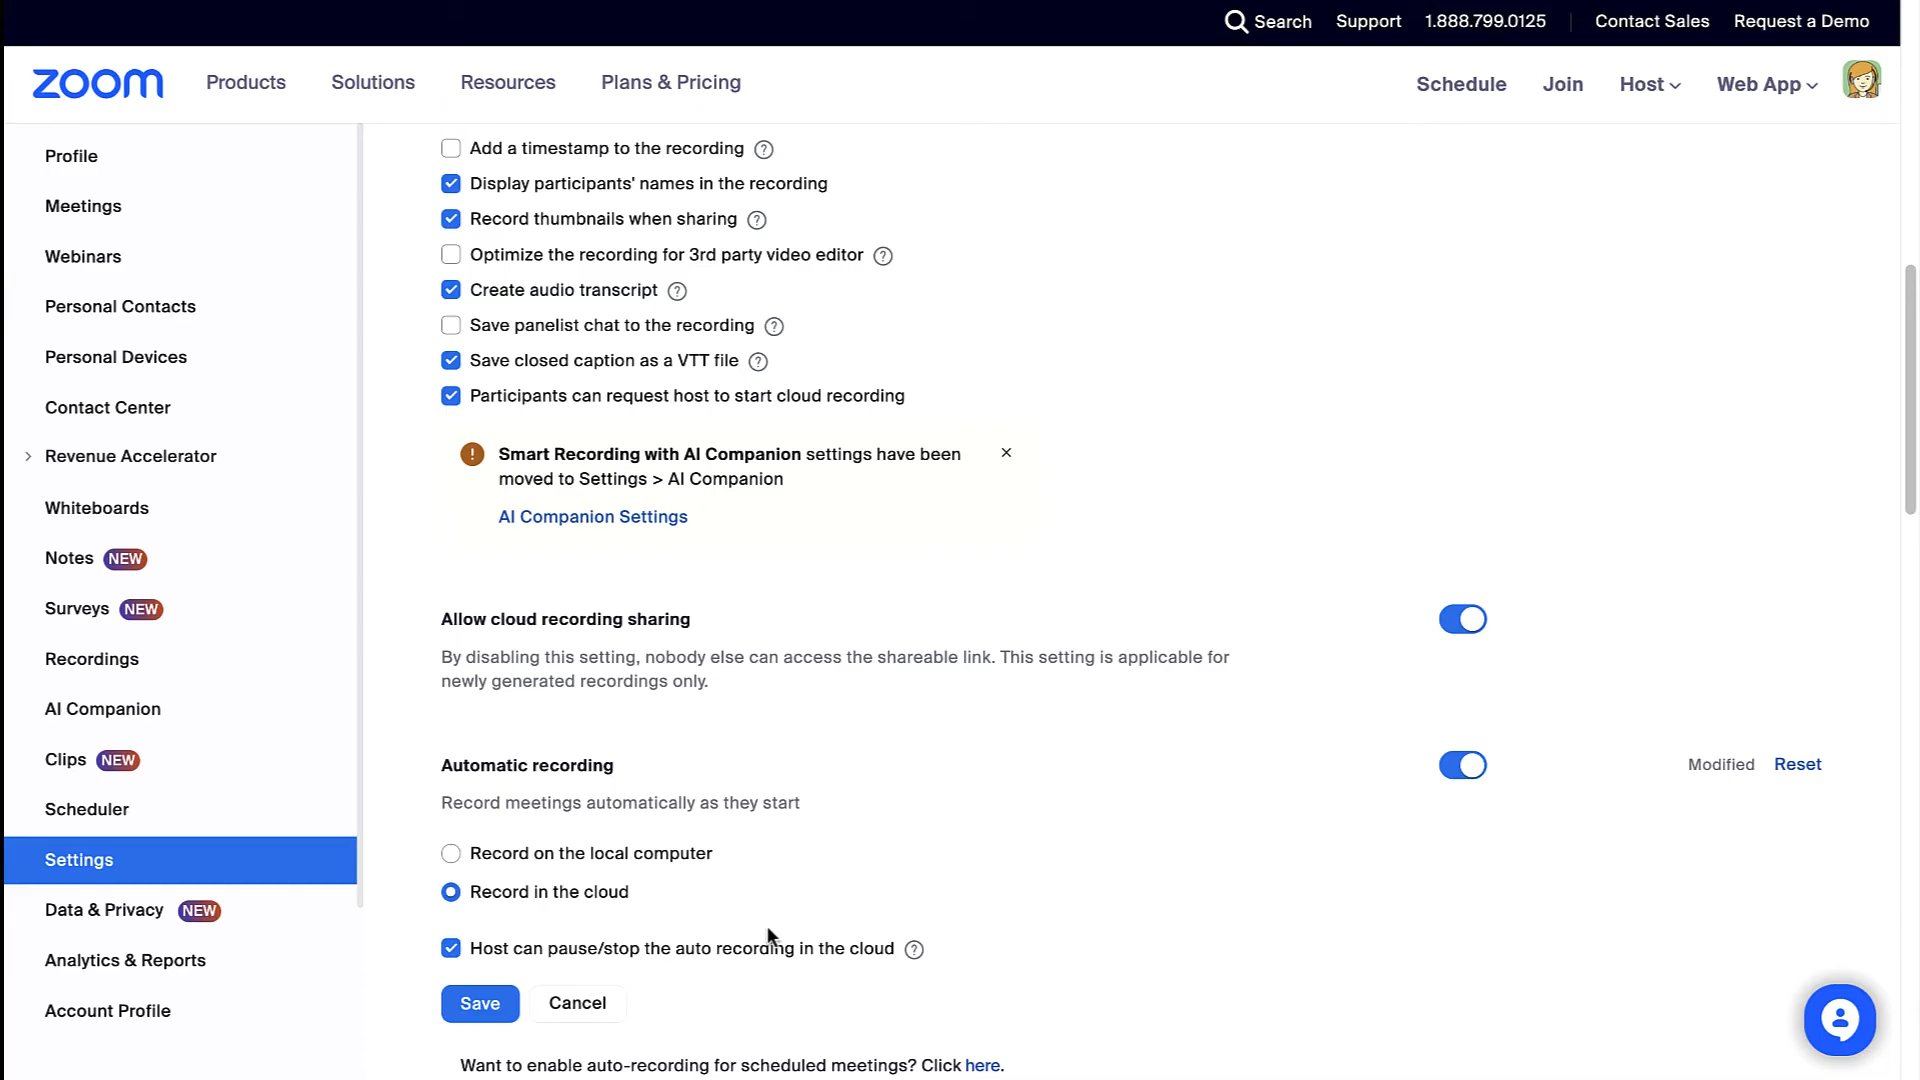 Search Support 1.888.799.0125 Contact Sales Request a Demo
zoom Products Solutions Resources Plans & Pricing Schedule Join Host Web App
Profile
Meetings
Webinars
Personal Contacts
Personal Devices
Contact Center
Revenue Accelerator
Whiteboards
Notes NEW
Surveys NEW
Recordings
AI Companion
Clips NEW
Scheduler
Settings
Data & Privacy NEW
Analytics & Reports
Account Profile
Add a timestamp to the recording ?
Display participants' names in the recording
Record thumbnails when sharing ?
Optimize the recording for 3rd party video editor ?
Create audio transcript ?
Save panelist chat to the recording ?
Save closed caption as a VTT file ?
Participants can request host to start cloud recording
Smart Recording with AI Companion settings have been
moved to Settings > AI Companion
AI Companion Settings
Allow cloud recording sharing
By disabling this setting, nobody else can access the shareable link. This setting is applicable for
newly generated recordings only.
Automatic recording Modified Reset
Record meetings automatically as they start
Record on the local computer
Record in the cloud
Host can pause/stop the auto recording in the cloud ?
Save Cancel
Want to enable auto-recording for scheduled meetings? Click here.